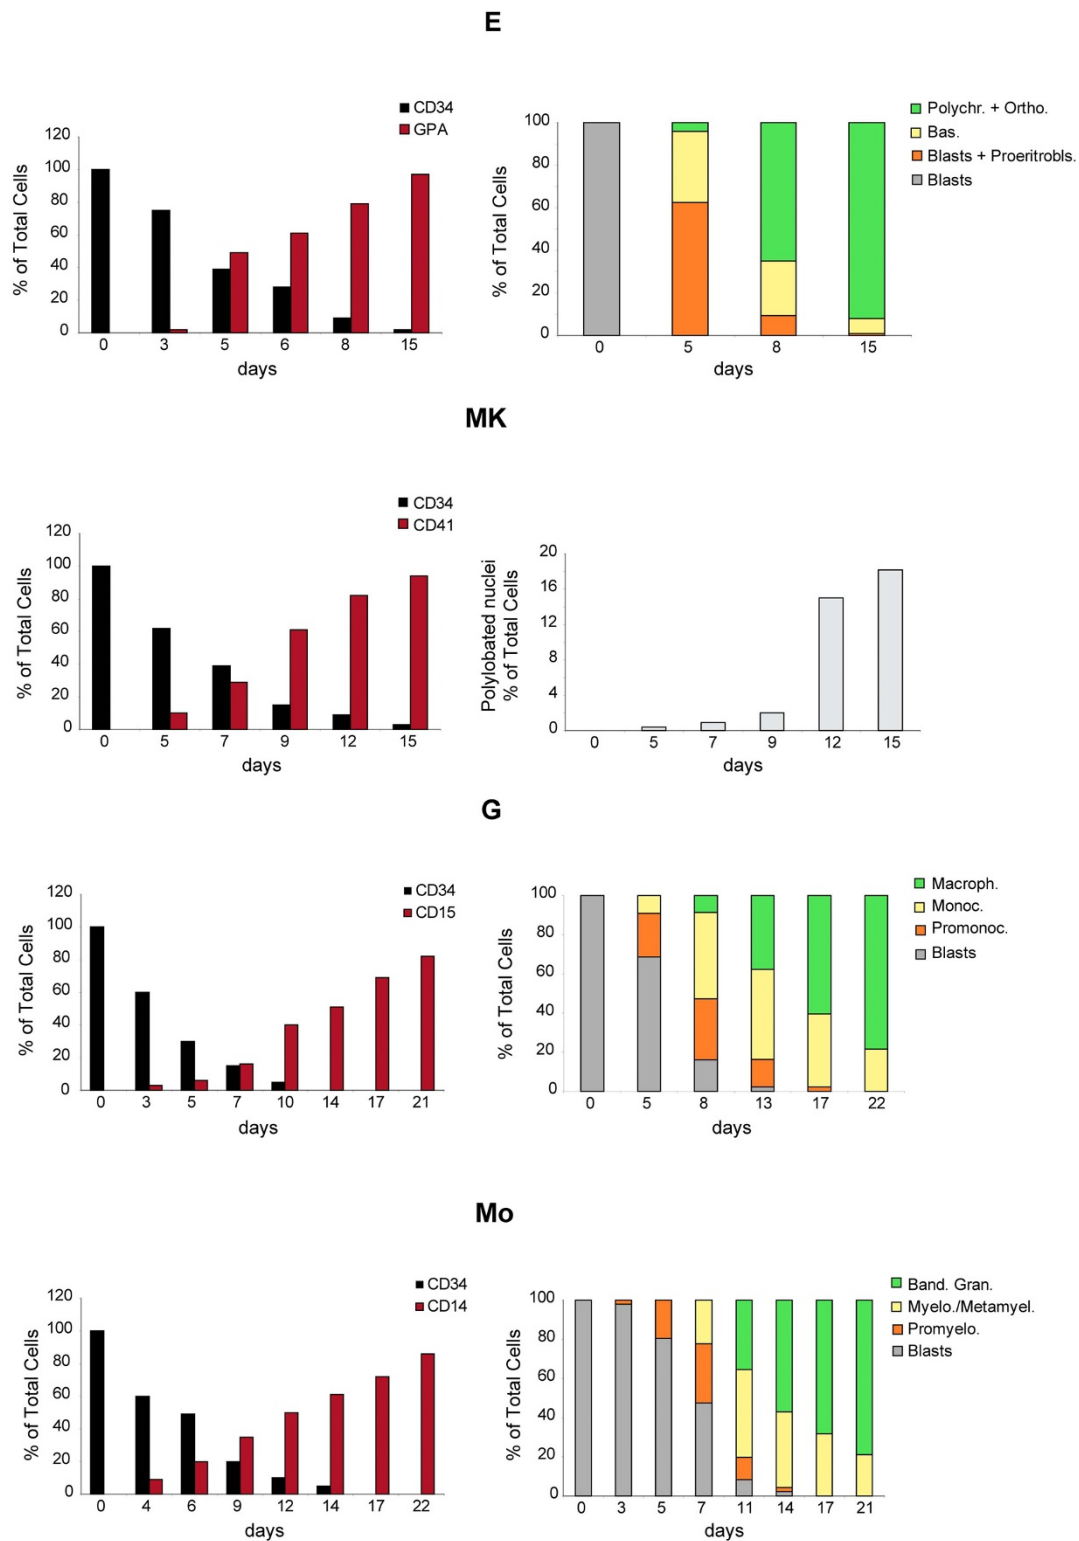 E
CD34
GPA
% of Total Cells
120
100
80
60
40
20
0
0 3 5 6 8 15
days
Polychr. + Ortho.
Bas.
Blasts + Proeritrobls.
Blasts
% of Total Cells
100
80
60
40
20
0
0 5 8 15
days
MK
CD34
CD41
% of Total Cells
120
100
80
60
40
20
0
0 5 7 9 12 15
days
Polylobated nuclei
% of Total Cells
20
16
12
8
4
0
0 5 7 9 12 15
days
G
CD34
CD15
% of Total Cells
120
100
80
60
40
20
0
0 3 5 7 10 14 17 21
days
Macroph.
Monoc.
Promonoc.
Blasts
% of Total Cells
100
80
60
40
20
0
0 5 8 13 17 22
days
Mo
CD34
CD14
% of Total Cells
120
100
80
60
40
20
0
0 4 6 9 12 14 17 22
days
Band. Gran.
Myelo./Metamyel.
Promyelo.
Blasts
% of Total Cells
100
80
60
40
20
0
0 3 5 7 11 14 17 21
days